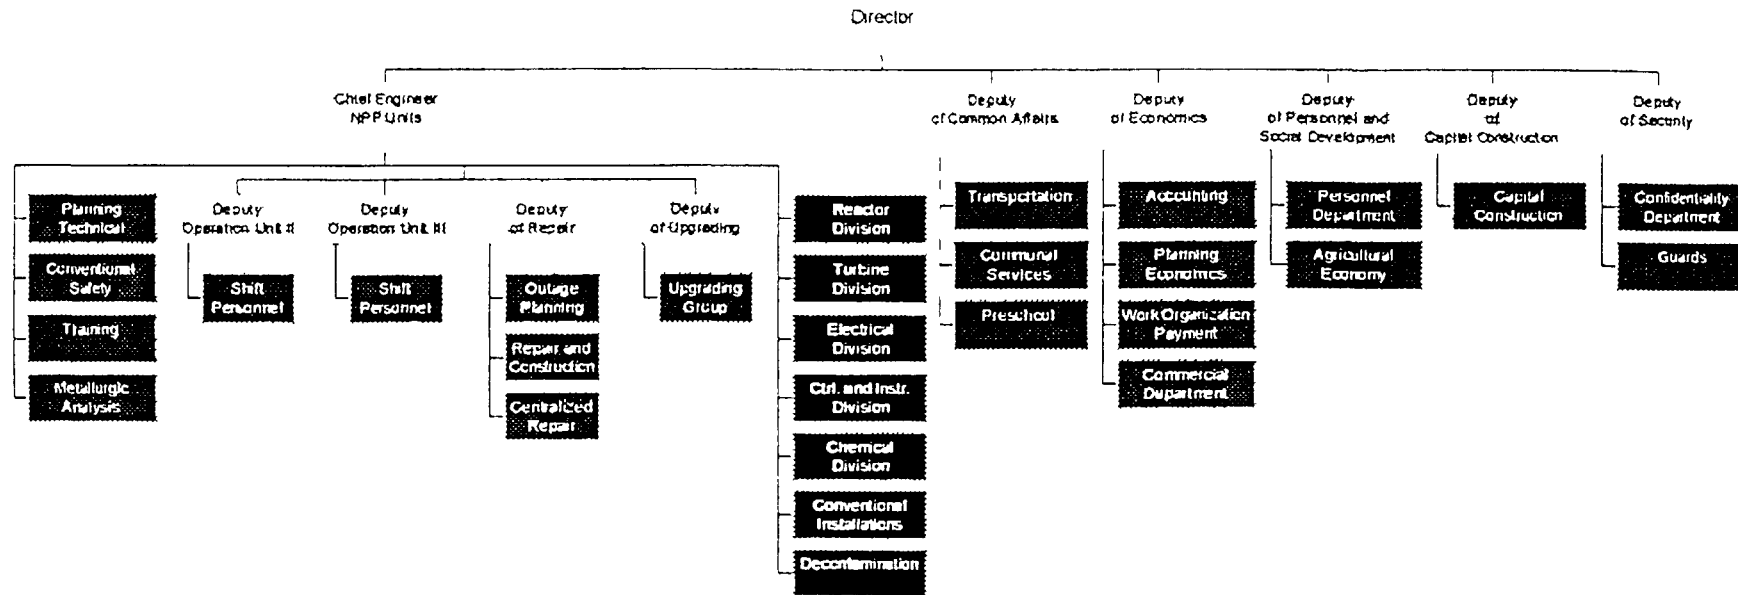 Director
Chief Engineer
NPP Units
Deputy
of Common Affairs
Deputy
of Economics
Deputy
of Personnel and
Social Development
Deputy
of
Capital Construction
Deputy
of Security
Planning
Technical
Conventional
Safety
Training
Metallurgic
Analysis
Deputy
Operation Unit II
Shift
Personnel
Deputy
Operation Unit III
Shift
Personnel
Deputy
of Repair
Outage
Planning
Repair and
Construction
Centralized
Repair
Deputy
of Upgrading
Upgrading
Group
Reactor
Division
Turbine
Division
Electrical
Division
Ctrl. and Instr.
Division
Chemical
Division
Conventional
Installations
Decontamination
Transportation
Communal
Services
Preschool
Accounting
Planning
Economics
Work Organization
Payment
Commercial
Department
Personnel
Department
Agricultural
Economy
Capital
Construction
Confidentiality
Department
Guards